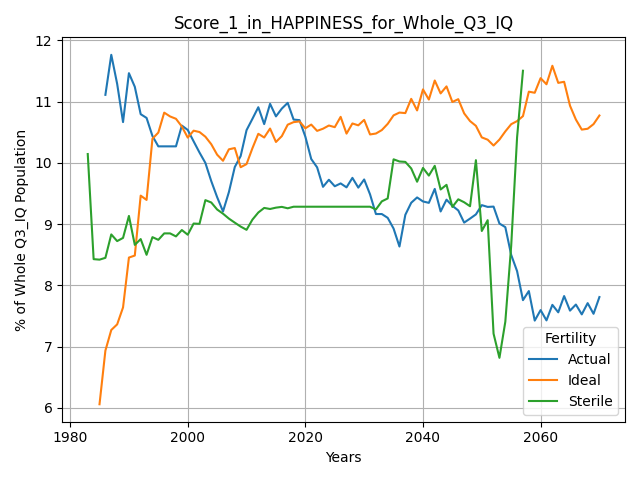 Score_1_in_HAPPINESS_for_Whole_Q3_IQ
% of Whole Q3_IQ Population
12
11
10
9
8
7
6
1980
2000
2020
2040
2060
Years
Fertility
Actual
Ideal
Sterile